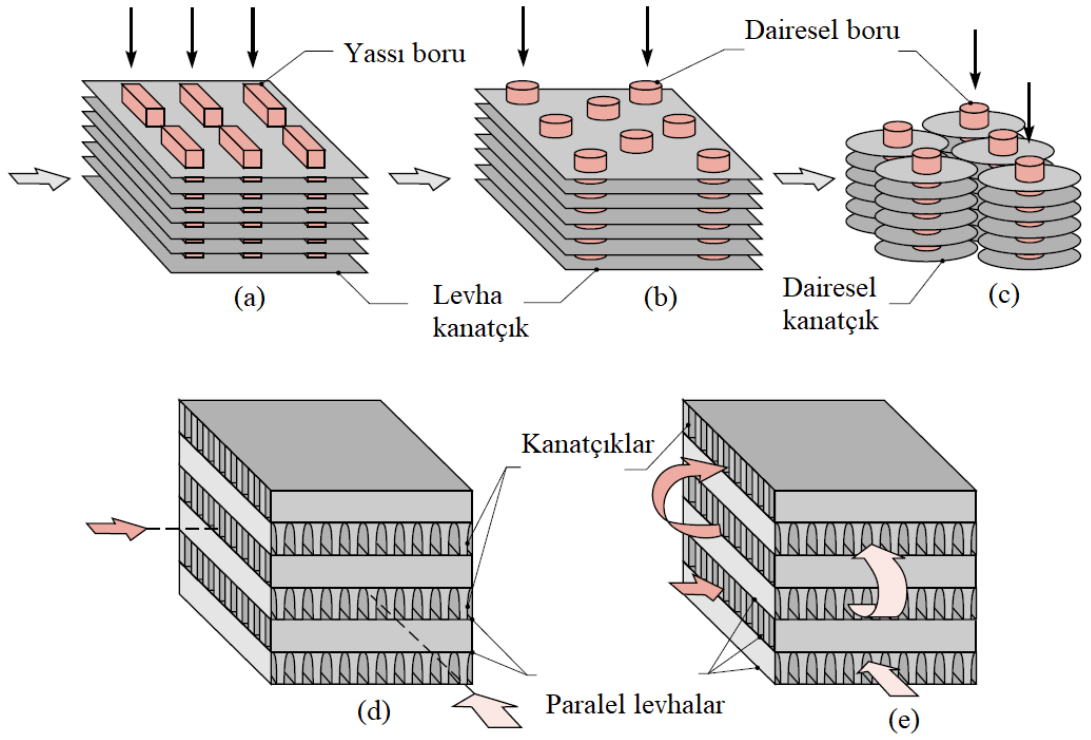 Yassı boru
Dairesel boru
(a)
Levha
kanatçık
(b)
Dairesel
kanatçık
(c)
Kanatçıklar
Paralel levhalar
(d)
(e)